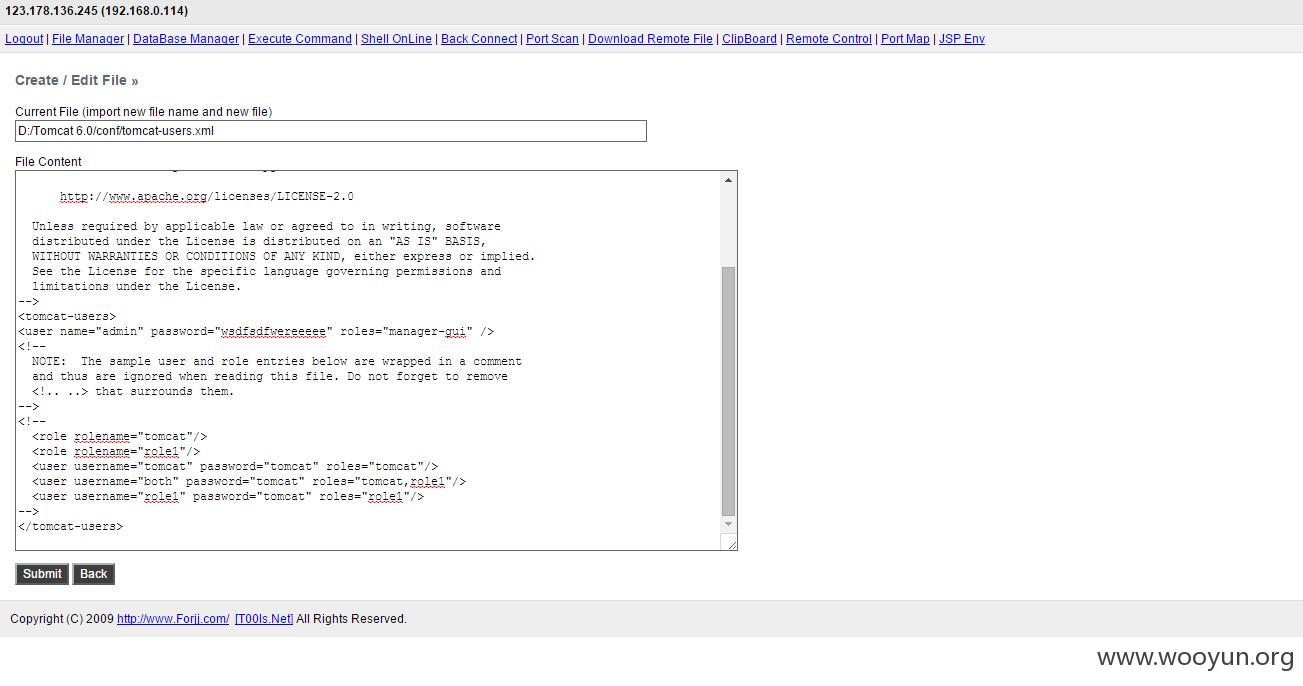 123.178.136.245 (192.168.0.114)
Logout | File Manager | DataBase Manager | Execute Command | Shell OnLine | Back Connect | Port Scan | Download Remote File | ClipBoard | Remote Control | Port Map | JSP Env
Create / Edit File »
Current File (import new file name and new file)
D:/Tomcat 6.0/conf/tomcat-users.xml
File Content
http://www.apache.org/licenses/LICENSE-2.0
Unless required by applicable law or agreed to in writing, software
distributed under the License is distributed on an "AS IS" BASIS,
WITHOUT WARRANTIES OR CONDITIONS OF ANY KIND, either express or implied.
See the License for the specific language governing permissions and
limitations under the License.
-->
<tomcat-users>
<user name="admin" password="wsdfsdfwereeeee" roles="manager-gui" />
<!--
NOTE:  The sample user and role entries below are wrapped in a comment
and thus are ignored when reading this file. Do not forget to remove
<!.. ..> that surrounds them.
-->
<!--
<role rolename="tomcat"/>
<role rolename="role1"/>
<user username="tomcat" password="tomcat" roles="tomcat"/>
<user username="both" password="tomcat" roles="tomcat,role1"/>
<user username="role1" password="tomcat" roles="role1"/>
-->
</tomcat-users>
Submit Back
Copyright (C) 2009 http://www.Forjj.com/ [T00ls.Net] All Rights Reserved.
www.wooyun.org